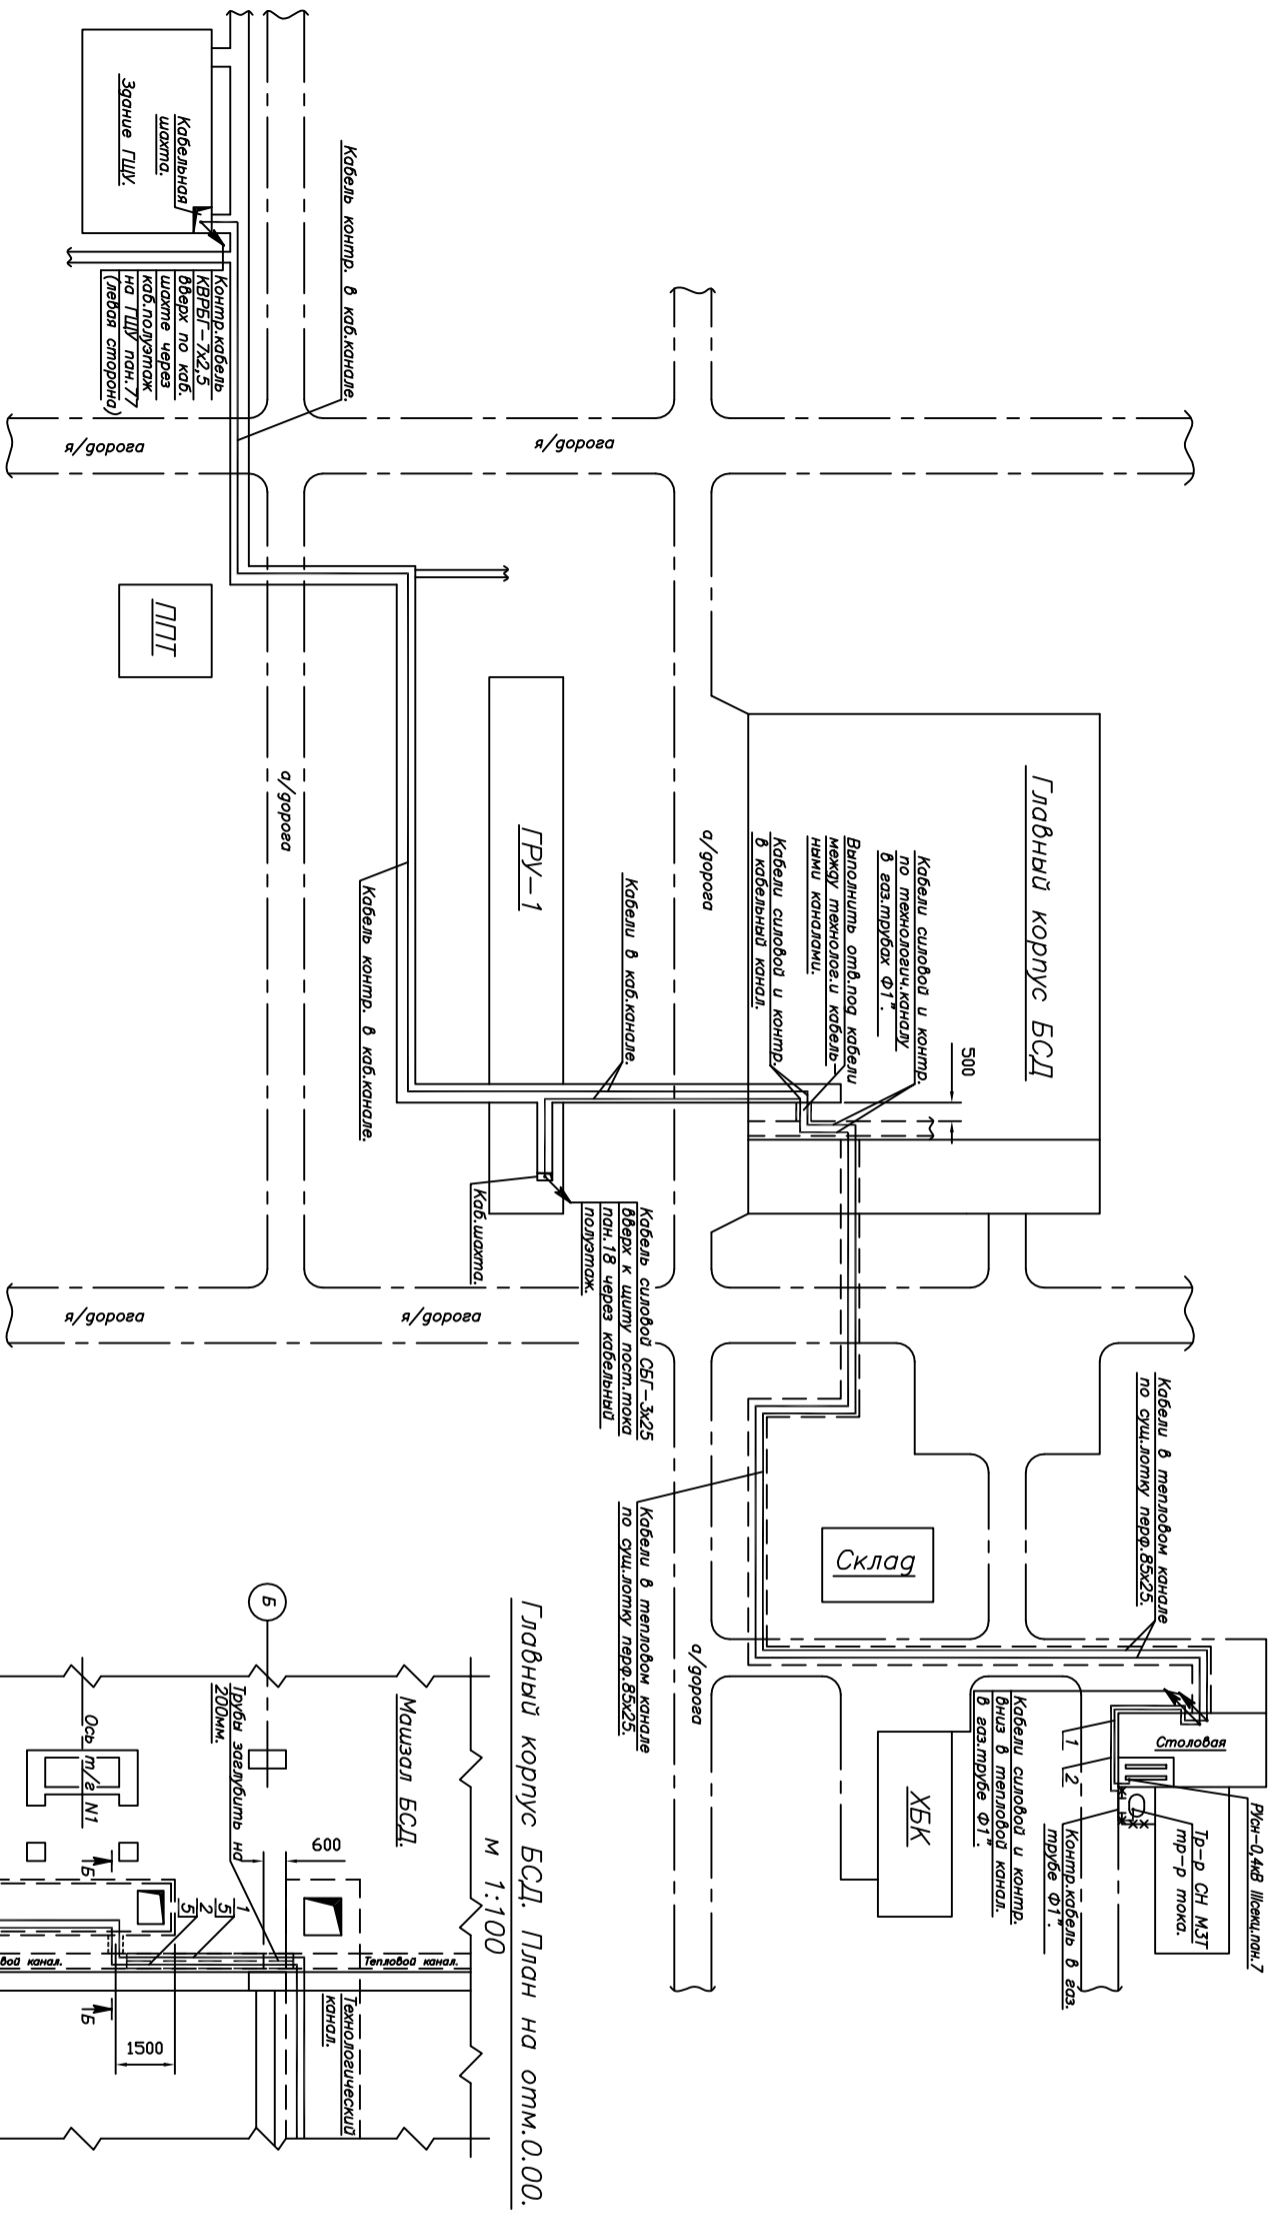 Здание ГЩУ.
Кабельная
шахта.
Контр.кабель
КВРБГ-7х2,5
вверх по каб.
шахте через
каб.полуэтаж
на ГЩУ пан.77
(левая сторона)
Кабель контр. в каб.канале.
я/дорога
я/дорога
ППТ
а/дорога
ГРУ-1
Кабель контр. в каб.канале.
Кабели в каб.канале.
а/дорога
Главный корпус БСД
Кабели силовой и контр.
по технологич.каналу
в газ.трубах Ф1".
Выполнить отв.под кабели
между технолог.и кабель-
ными каналами.
Кабели силовой и контр.
в кабельный канал.
500
Каб.шахта.
Кабель силовой СБГ-3х25
вверх к щиту пост.тока
пан.18 через кабельный
полуэтаж.
я/дорога
я/дорога
Кабели в тепловом канале
по сущ.лотку перф.85х25.
Кабели в тепловом канале
по сущ.лотку перф.85х25.
Склад
а/дорога
ХБК
Кабели силовой и контр.
вниз в тепловой канал.
в газ.трубе Ф1".
1
2
Столовая
РУсн-0,4кВ IIIсекц.пан.7
Тр-р СН МЗТ
тр-р тока.
Контр.кабель в газ.
трубе Ф1".
Главный корпус БСД. План на отм.0.00.
м 1:100
Б
Машзал БСД.
Трубы заглубить на
200мм.
Ось т/г N1
600
1
5
2
5
Б
Б
1500
Тепловой канал.
вой канал.
Технологический
канал.